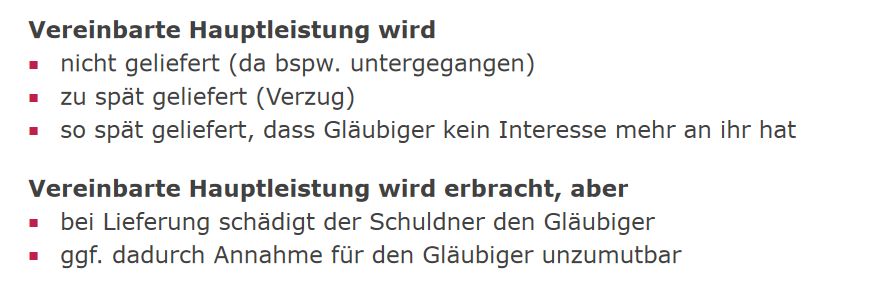 Vereinbarte Hauptleistung wird
▪ nicht geliefert (da bspw. untergegangen)
▪ zu spät geliefert (Verzug)
▪ so spät geliefert, dass Gläubiger kein Interesse mehr an ihr hat
Vereinbarte Hauptleistung wird erbracht, aber
▪ bei Lieferung schädigt der Schuldner den Gläubiger
▪ ggf. dadurch Annahme für den Gläubiger unzumutbar